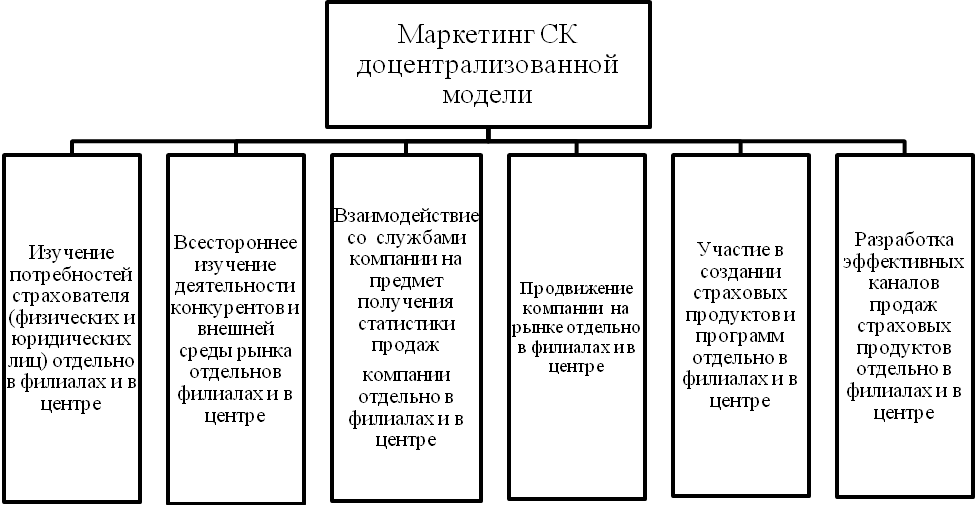 Маркетинг СК
доцентрализованной
модели
Изучение
потребностей
страхователя
(физических и
юридических
лиц) отдельно
в филиалах и в
центре
Всестороннее
изучение
деятельности
конкурентов и
внешней
среды рынка
отдельнов
филиалах и в
центре
Взаимодействие
со службами
компании на
предмет
получения
статистики
продаж
компании
отдельно в
филиалах и в
центре
Продвижение
компании на
рынке отдельно
в филиалах и в
центре
Участие в
создании
страховых
продуктов и
программ
отдельно в
филиалах и в
центре
Разработка
эффективных
каналов
продаж
страховых
продуктов
отдельно в
филиалах и в
центре